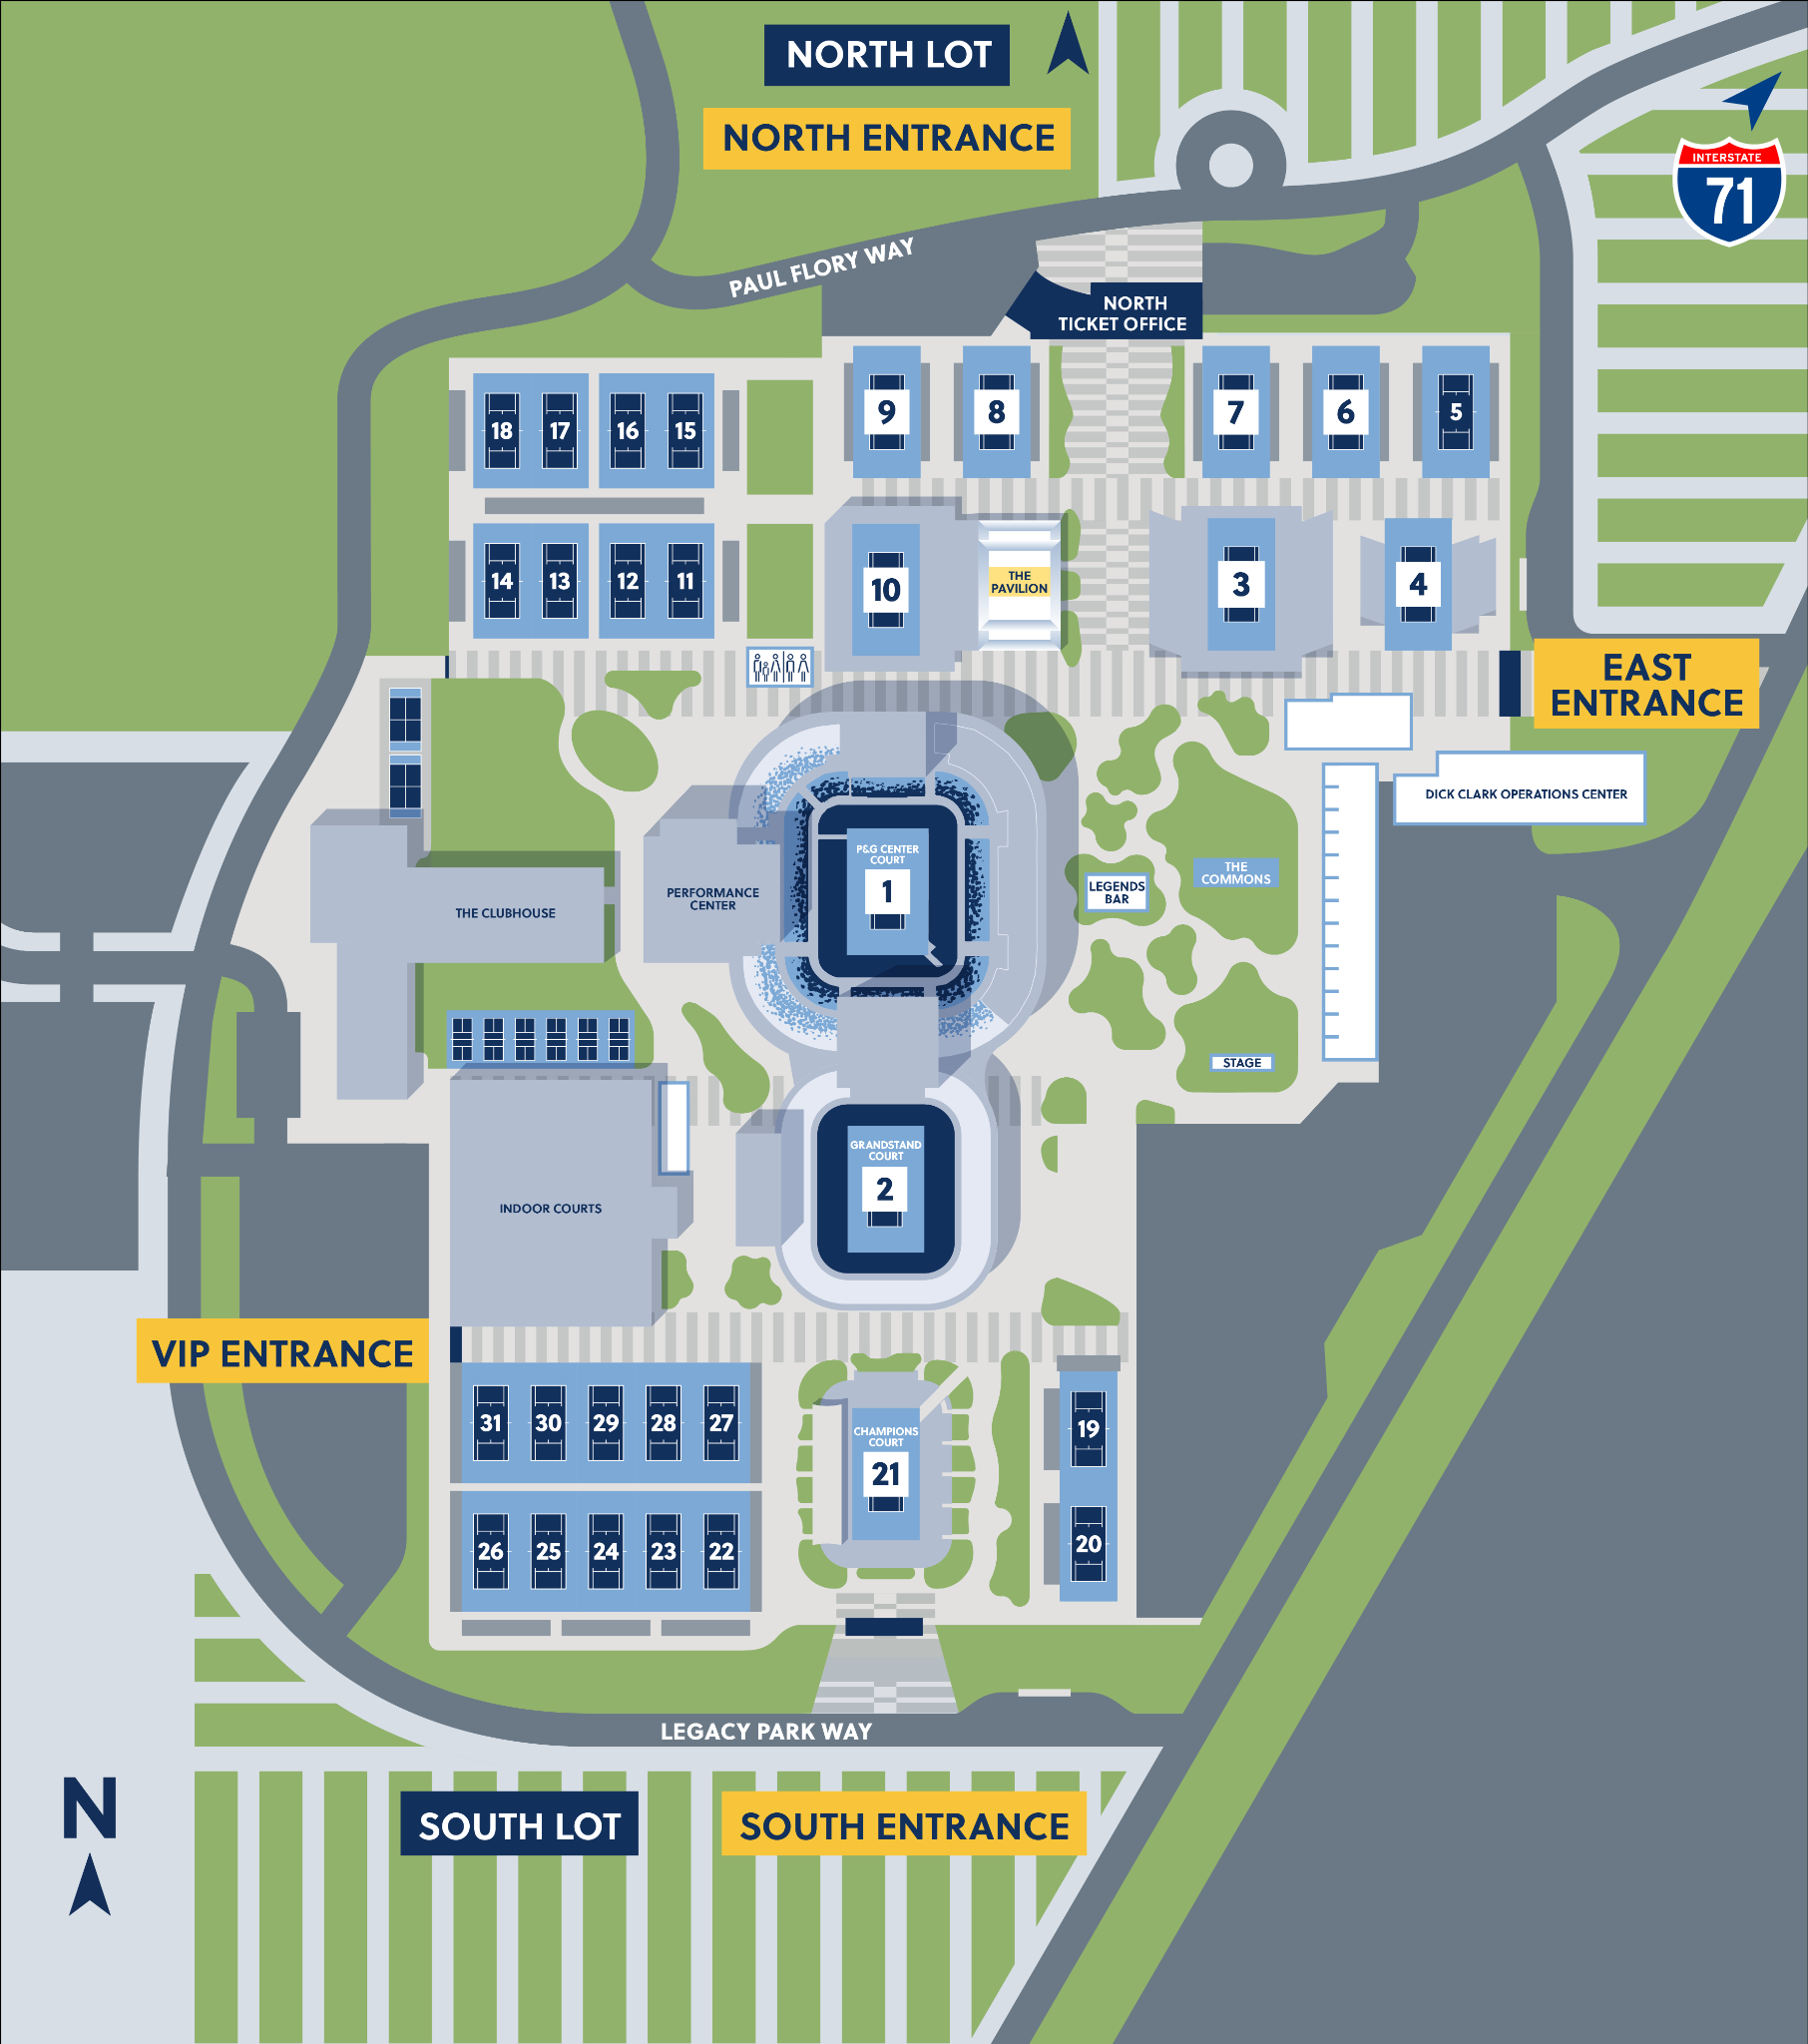 NORTH LOT
NORTH ENTRANCE
INTERSTATE
71
PAUL FLORY WAY
NORTH
TICKET OFFICE
9
8
7
6
5
18
17
16
15
14
13
12
11
10
THE
PAVILION
3
4
EAST
ENTRANCE
DICK CLARK OPERATIONS CENTER
P&G CENTER
COURT
1
PERFORMANCE
CENTER
THE CLUBHOUSE
LEGENDS
BAR
THE
COMMONS
STAGE
GRANDSTAND
COURT
2
INDOOR COURTS
VIP ENTRANCE
31
30
29
28
27
26
25
24
23
22
CHAMPIONS
COURT
21
19
20
LEGACY PARK WAY
SOUTH LOT
SOUTH ENTRANCE
N